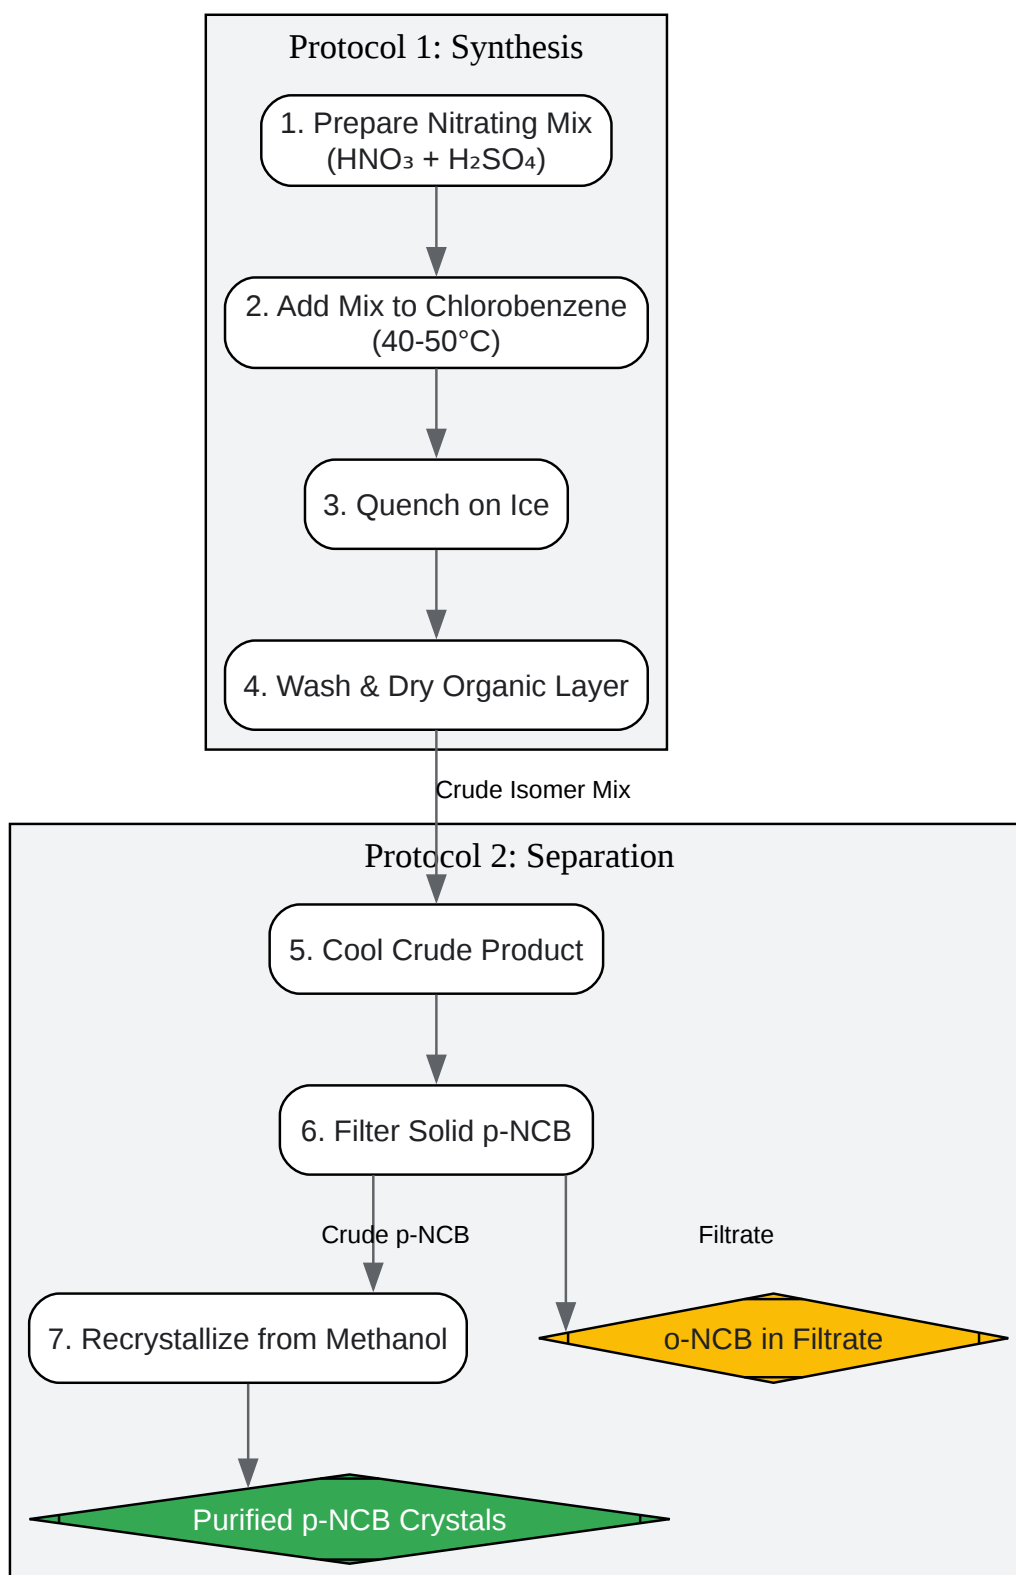 Protocol 1: Synthesis
1. Prepare Nitrating Mix
(HNO₃ + H₂SO₄)
2. Add Mix to Chlorobenzene
(40-50°C)
3. Quench on Ice
4. Wash & Dry Organic Layer
Crude Isomer Mix
Protocol 2: Separation
5. Cool Crude Product
6. Filter Solid p-NCB
Crude p-NCB
Filtrate
7. Recrystallize from Methanol
o-NCB in Filtrate
Purified p-NCB Crystals